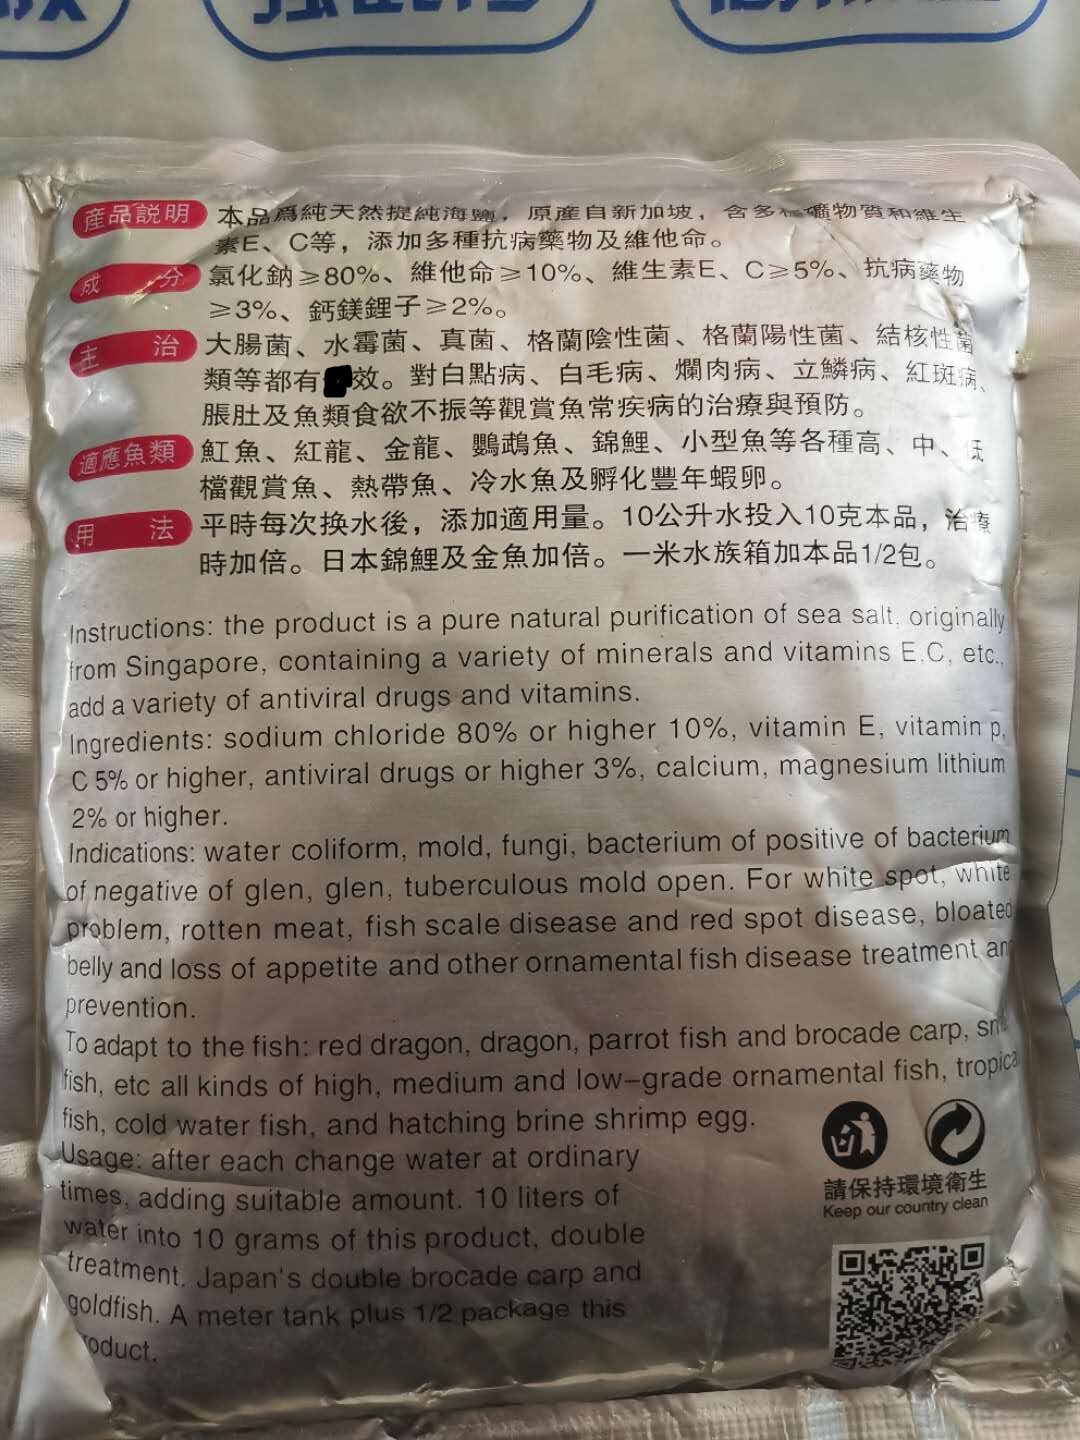 産品説明 本品爲純天然提純海鹽，原産自新加坡，含多種礦物質和維生
素E、C等，添加多種抗病藥物及維他命。
成分 氯化鈉≥80%、維他命≥10%、維生素E、C≥5%、抗病藥物
≥3%、鈣鎂鋰子≥2%。
主治 大腸菌、水霉菌、真菌、格蘭陰性菌、格蘭陽性菌、結核性菌
類等都有效。對白點病、白毛病、爛肉病、立鱗病、紅斑病、
脹肚及魚類食欲不振等觀賞魚常疾病的治療與預防。
適應魚類 魟魚、紅龍、金龍、鸚鵡魚、錦鯉、小型魚等各種高、中、低
檔觀賞魚、熱帶魚、冷水魚及孵化豐年蝦卵。
用法 平時每次换水後，添加適用量。10公升水投入10克本品，治療
時加倍。日本錦鯉及金魚加倍。一米水族箱加本品1/2包。
Instructions: the product is a pure natural purification of sea salt, originally
from Singapore, containing a variety of minerals and vitamins E,C, etc.,
add a variety of antiviral drugs and vitamins.
Ingredients: sodium chloride 80% or higher 10%, vitamin E, vitamin p,
C 5% or higher, antiviral drugs or higher 3%, calcium, magnesium lithium
2% or higher.
Indications: water coliform, mold, fungi, bacterium of positive of bacterium
of negative of glen, glen, tuberculous mold open. For white spot, white
problem, rotten meat, fish scale disease and red spot disease, bloated
belly and loss of appetite and other ornamental fish disease treatment an
prevention.
To adapt to the fish: red dragon, dragon, parrot fish and brocade carp,
fish, etc all kinds of high, medium and low-grade ornamental fish, tropica
fish, cold water fish, and hatching brine shrimp egg.
Usage: after each change water at ordinary
times, adding suitable amount. 10 liters of
water into 10 grams of this product, double
treatment. Japan's double brocade carp and
goldfish. A meter tank plus 1/2 package this
roduct.
請保持環境衛生
Keep our country clean